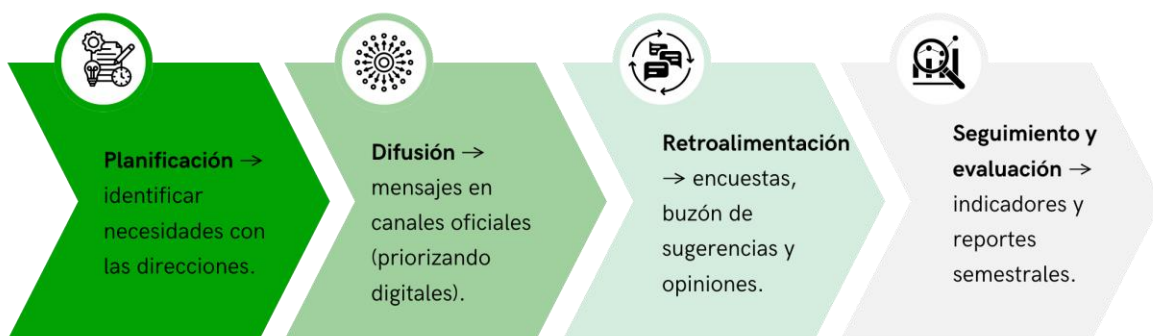 Planificación →
identificar
necesidades con
las direcciones.
Difusión →
mensajes en
canales oficiales
(priorizando
digitales).
Retroalimentación
→ encuestas,
buzón de
sugerencias y
opiniones.
Seguimiento y
evaluación →
indicadores y
reportes
semestrales.